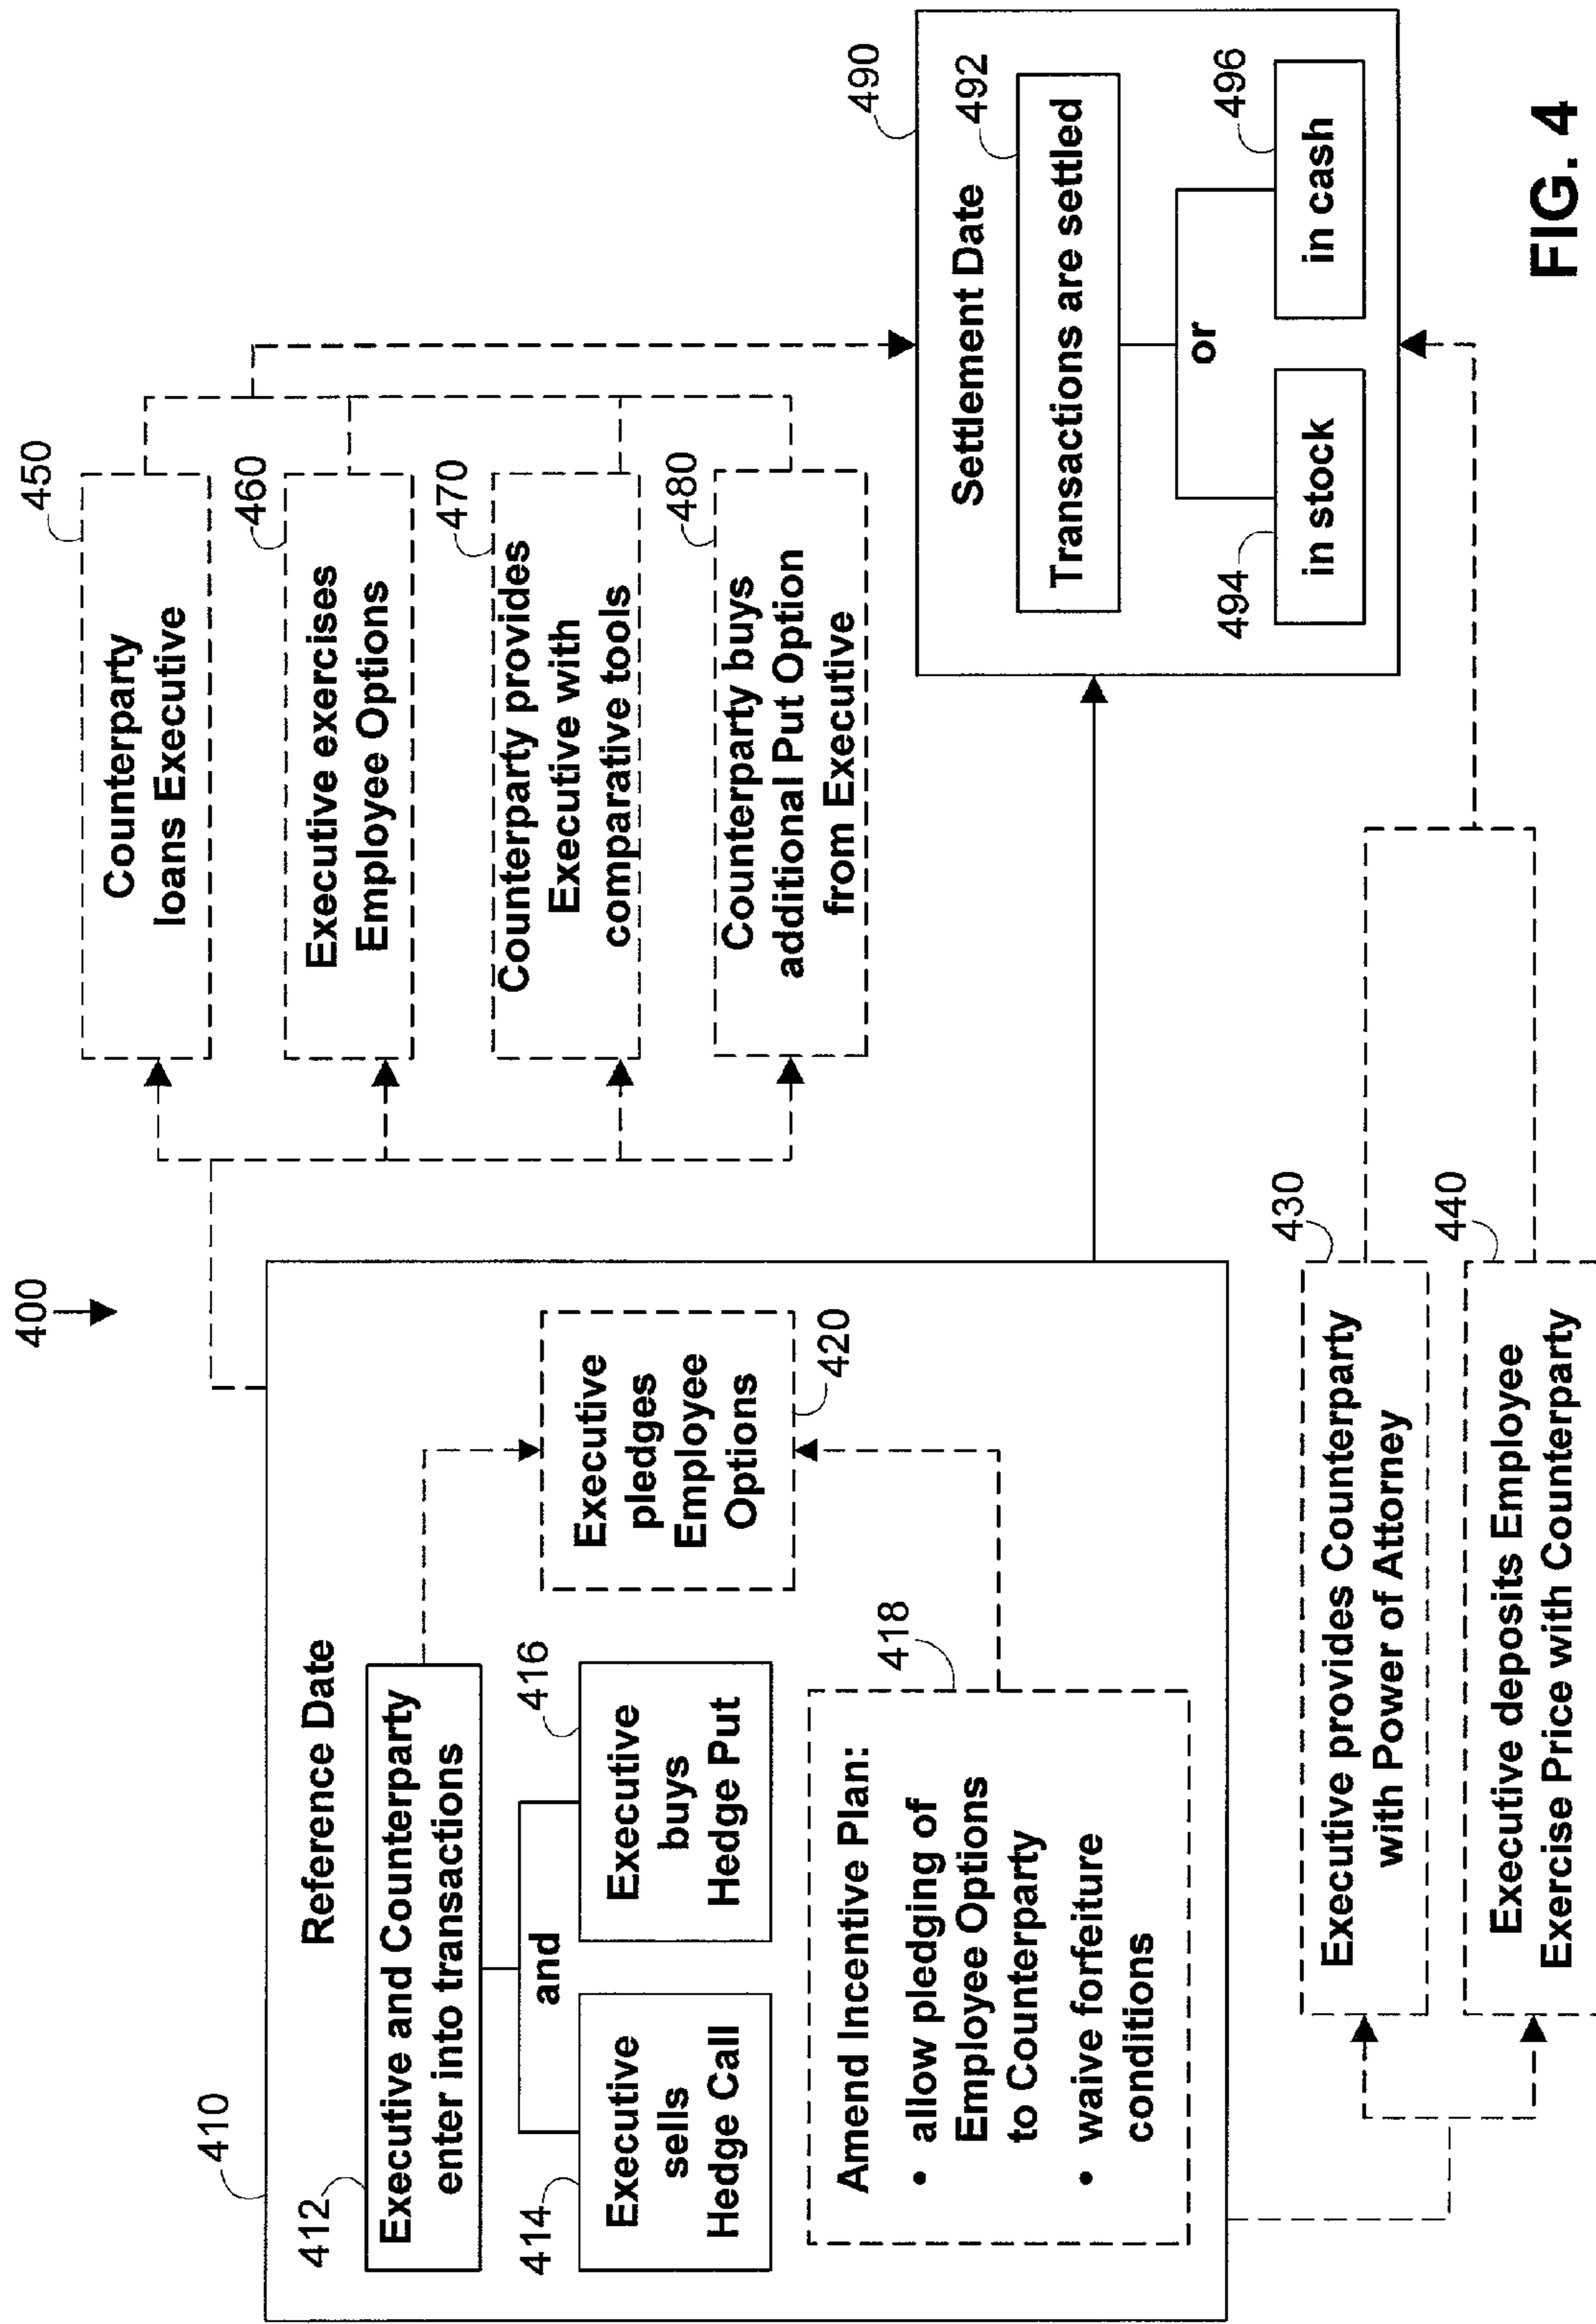 400
410
Reference Date
412
Executive and Counterparty
enter into transactions
and
414
Executive
sells
Hedge Call
416
Executive
buys
Hedge Put
418
Amend Incentive Plan:
• allow pledging of
Employee Options
to Counterparty
• waive forfeiture
conditions
Executive
pledges
Employee
Options
420
430
Executive provides Counterparty
with Power of Attorney
440
Executive deposits Employee
Exercise Price with Counterparty
450
Counterparty
loans Executive
460
Executive exercises
Employee Options
470
Counterparty provides
Executive with
comparative tools
480
Counterparty buys
additional Put Option
from Executive
490
Settlement Date
492
Transactions are settled
or
494
in stock
496
in cash
FIG. 4